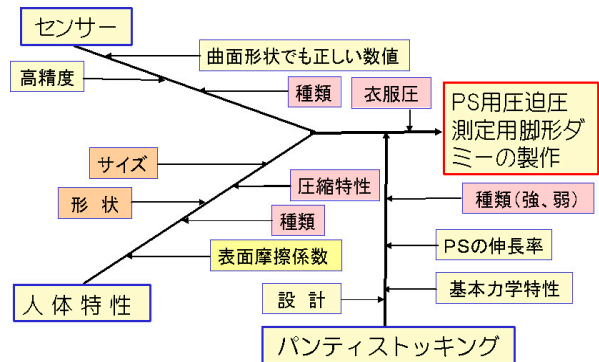 センサー
曲面形状でも正しい数値
高精度
種類
衣服圧
PS用圧迫圧
測定用脚形ダ
ミーの製作
サイズ
圧縮特性
形 状
種類(強、弱)
種類
PSの伸長率
表面摩擦係数
人体特性
設 計
基本力学特性
パンティストッキング